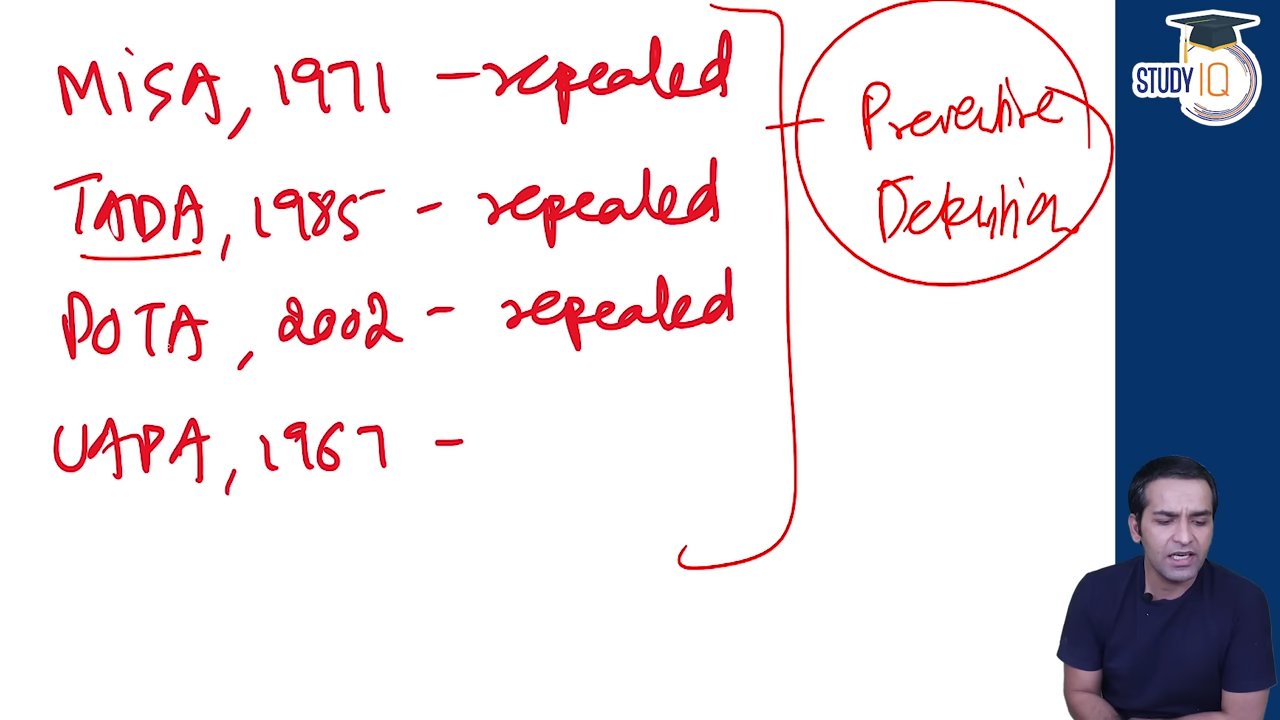 MISA, 1971 - repealed
TADA, 1985 - repealed
POTA, 2002 - repealed
UAPA, 1967 -
Preventive
Detention
STUDY IQ